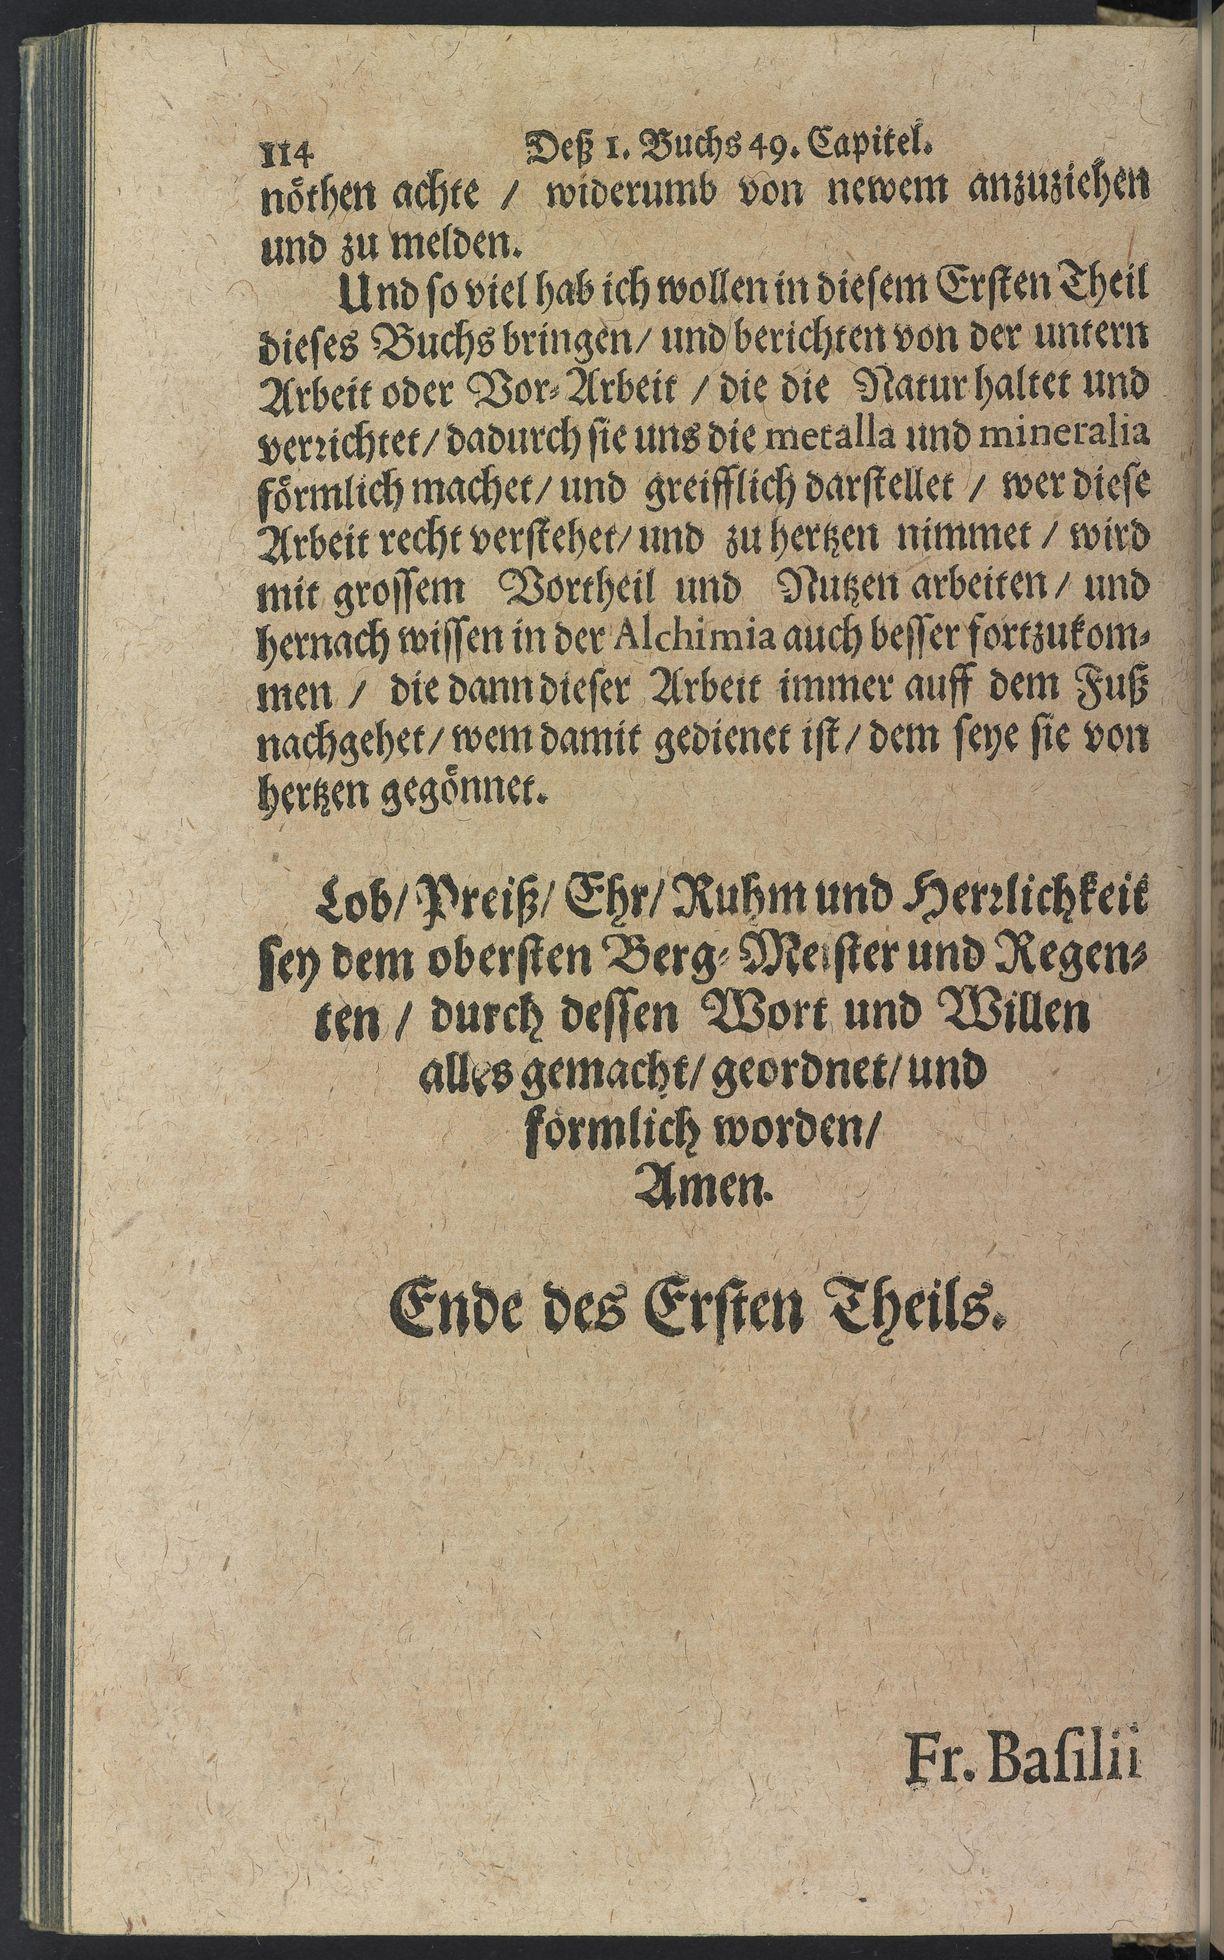 114 Deß 1. Buchs 49. Capitel.
nöthen achte / widerumb von newem anzuziehen
und zu melden.
Und so viel hab ich wollen in diesem Ersten Theil
dieses Buchs bringen / und berichten von der untern
Arbeit oder Vor-Arbeit / die die Natur haltet und
verrichtet / dadurch sie uns die metalla und mineralia
förmlich machet / und greifflich darstellet / wer diese
Arbeit recht verstehet / und zu hertzen nimmet / wird
mit grossem Vortheil und Nutzen arbeiten / und
hernach wissen in der Alchimia auch besser fortzukom-
men / die dann dieser Arbeit immer auff dem Fuß
nachgehet / wem damit gedienet ist / dem seye sie von
hertzen gegönnet.
Lob / Preiß / Ehr / Ruhm und Herrlichkeit
sey dem obersten Berg-Meister und Regen-
ten / durch dessen Wort und Willen
alles gemacht / geordnet / und
förmlich worden /
Amen.
Ende des Ersten Theils.
Fr. Baſilii